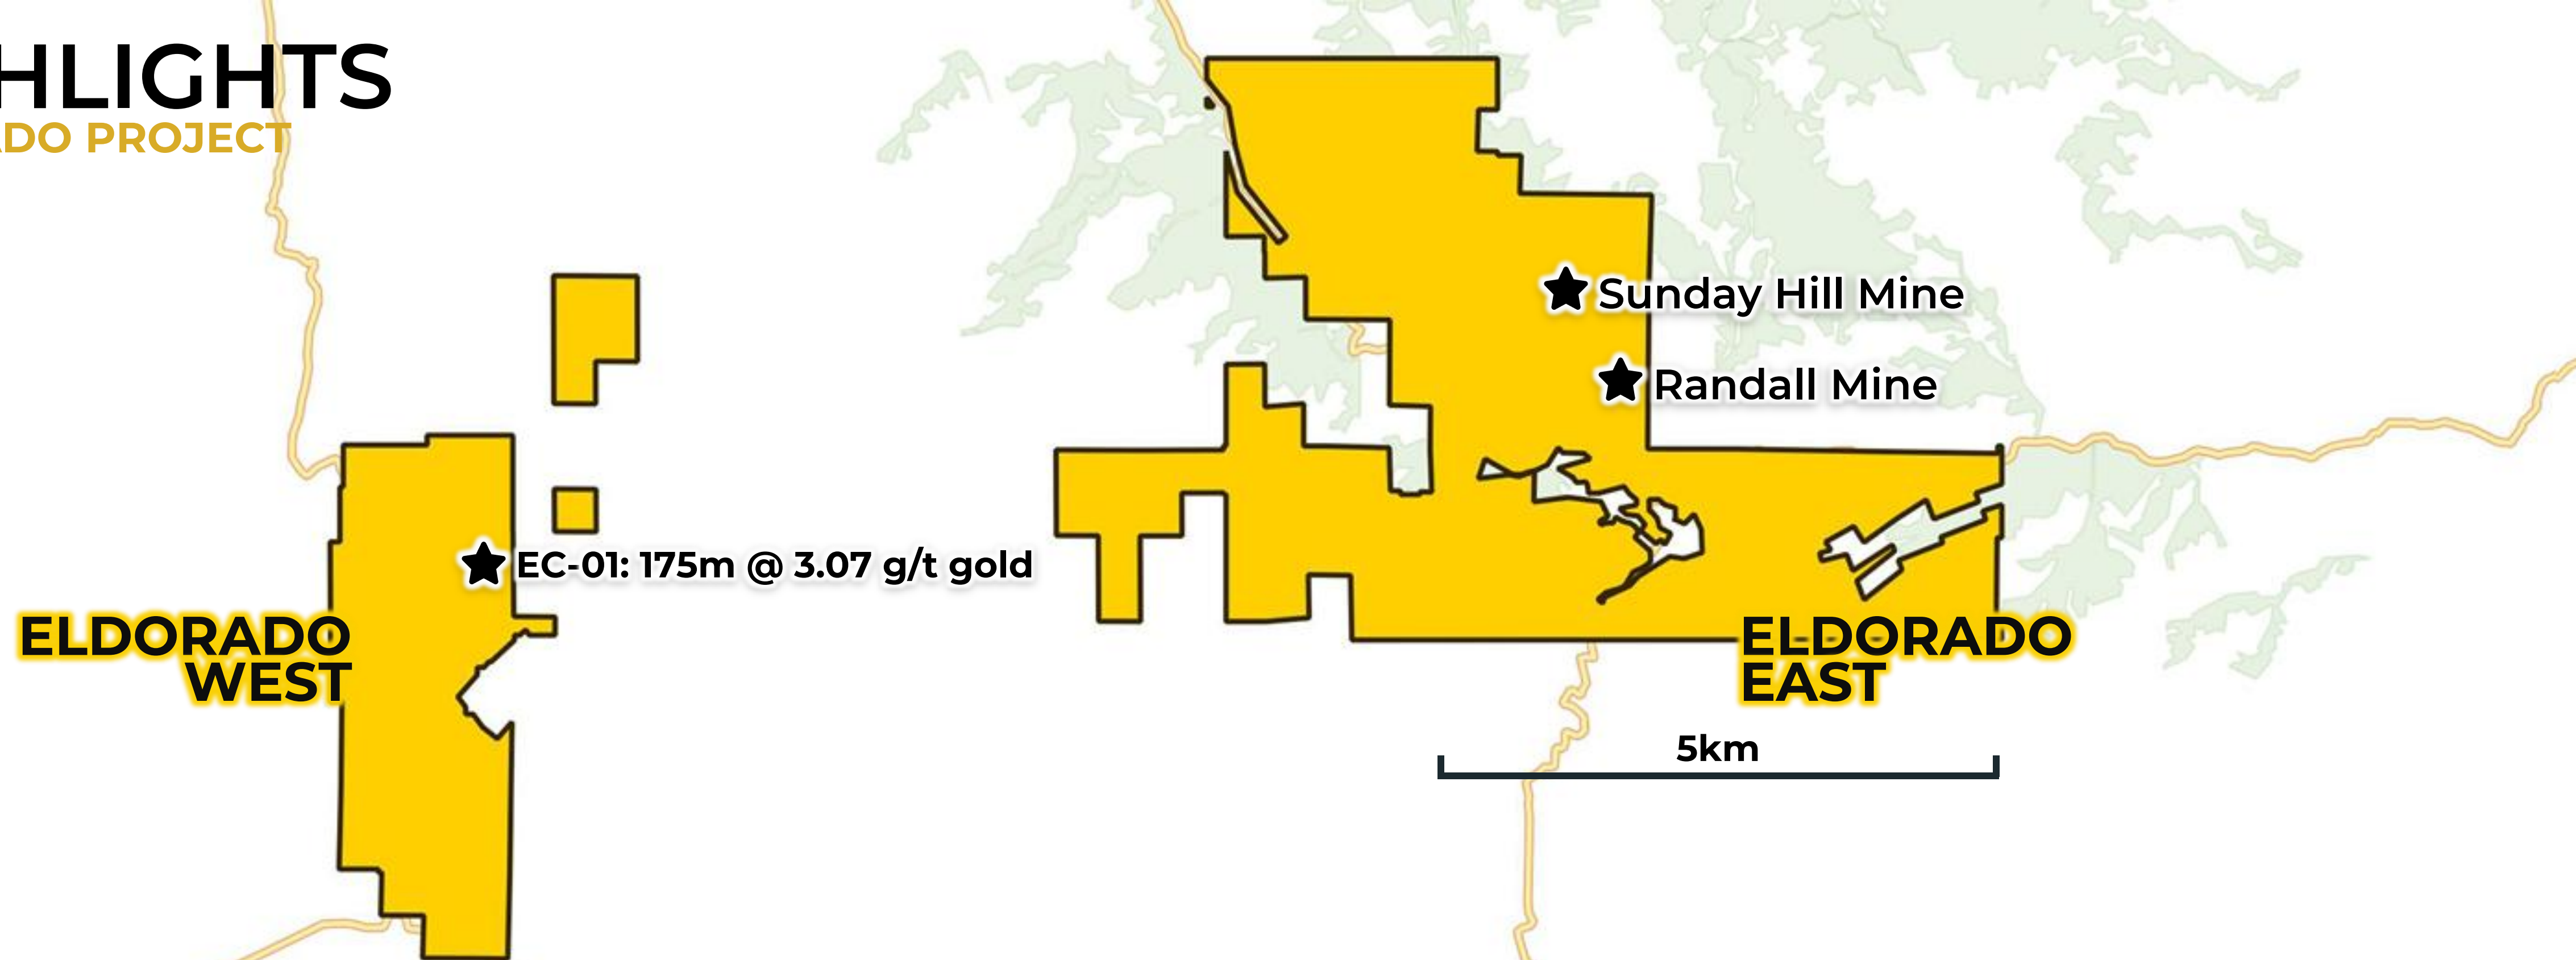 HLIGHTS
DO PROJECT
Sunday Hill Mine
Randall Mine
EC-01: 175m @ 3.07 g/t gold
ELDORADO
WEST
ELDORADO
EAST
5km